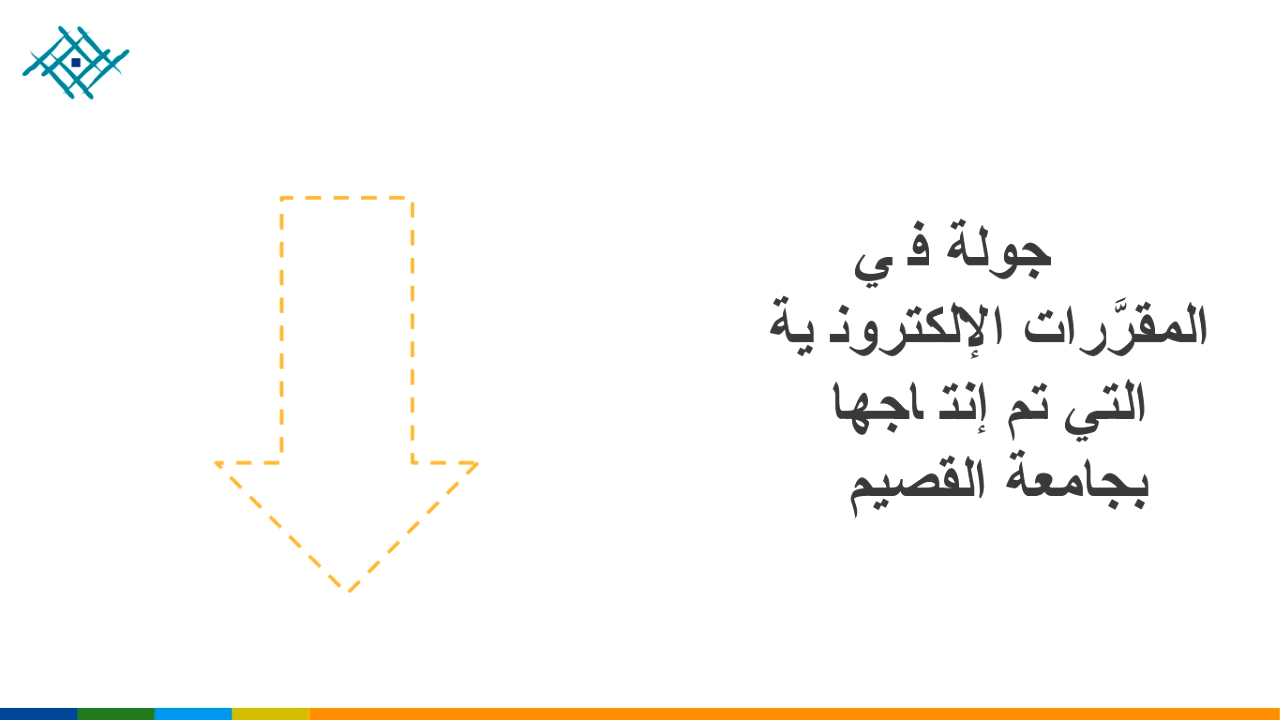 جولة في
المقرَّرات الإلكترونية
التي تم إنتاجها
بجامعة القصيم